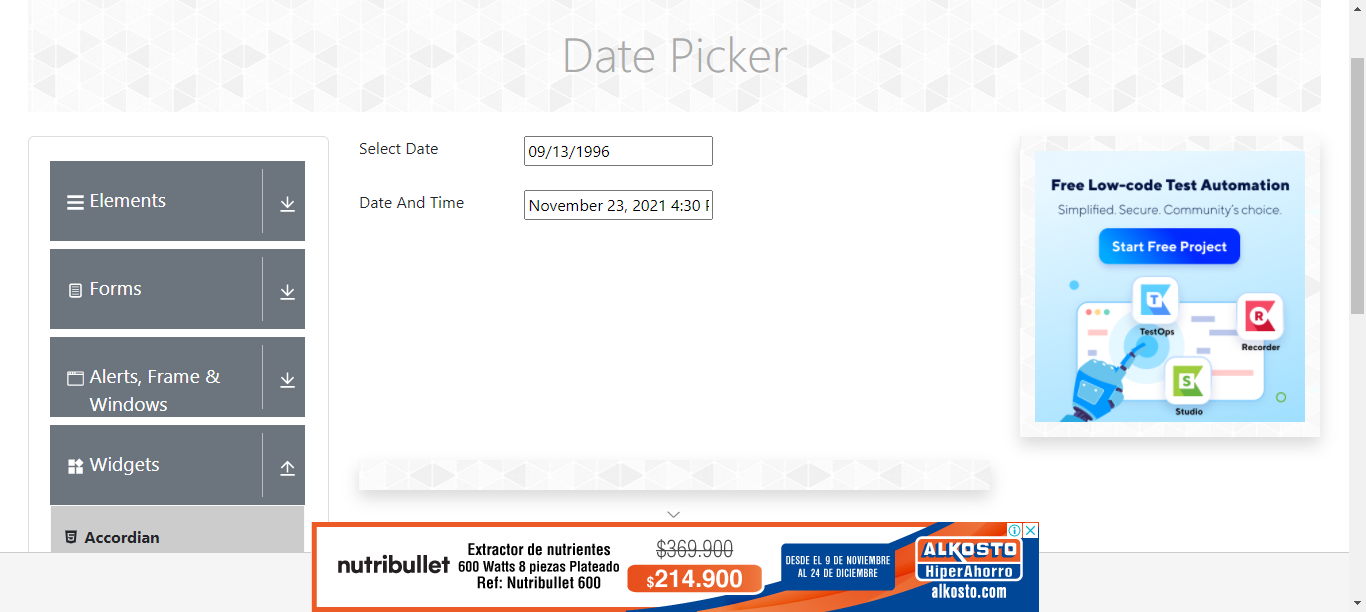 Date Picker
Elements
Forms
Alerts, Frame &
Windows
Widgets
Accordian
Select Date
09/13/1996
Date And Time
November 23, 2021 4:30 P
Free Low-code Test Automation
Simplified. Secure. Community's choice.
Start Free Project
T
TestOps
R
Recorder
S
Studio
nutribullet
Extractor de nutrientes
600 Watts 8 piezas Plateado
Ref: Nutribullet 600
$369.900
$214.900
DESDE EL 9 DE NOVIEMBRE
AL 24 DE DICIEMBRE
ALKOSTO
HiperAhorro
alkosto.com